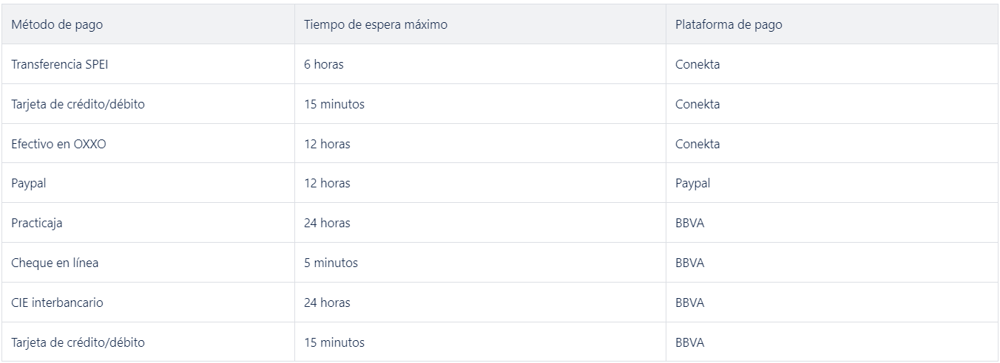 Método de pago Tiempo de espera máximo Plataforma de pago
Transferencia SPEI 6 horas Conekta
Tarjeta de crédito/débito 15 minutos Conekta
Efectivo en OXXO 12 horas Conekta
Paypal 12 horas Paypal
Practicaja 24 horas BBVA
Cheque en línea 5 minutos BBVA
CIE interbancario 24 horas BBVA
Tarjeta de crédito/débito 15 minutos BBVA